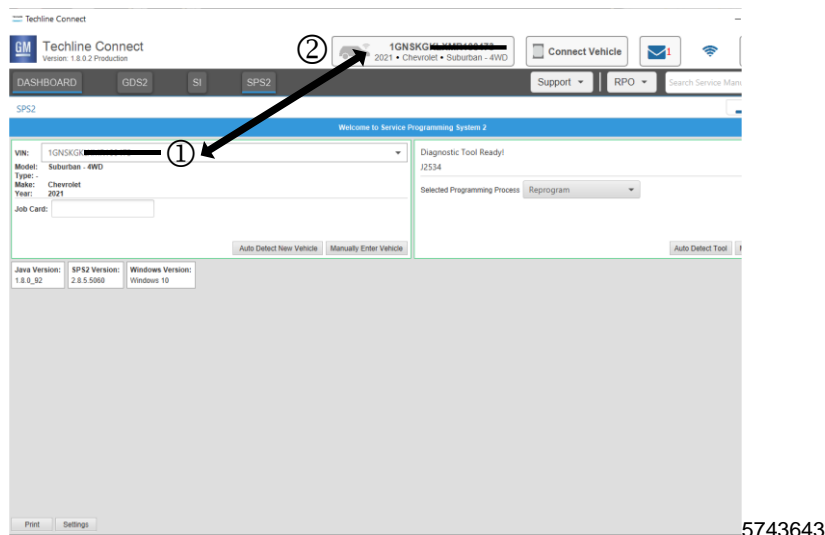 Techline Connect
GM
Techline Connect
Version: 1.8.0.2 Production
②
2021 • Chevrolet • Suburban - 4WD
Connect Vehicle
1
DASHBOARD GDS2 SI SPS2
Support RPO Search Service Man
SPS2
Welcome to Service Programming System 2
VIN: 1GNSKGK
①
Model: Suburban - 4WD
Type: -
Make: Chevrolet
Year: 2021
Job Card:
Auto Detect New Vehicle Manually Enter Vehicle
Diagnostic Tool Ready!
J2534
Selected Programming Process Reprogram
Auto Detect Tool
Java Version: SPS2 Version: Windows Version:
1.8.0_92 2.8.5.5060 Windows 10
Print Settings
5743643